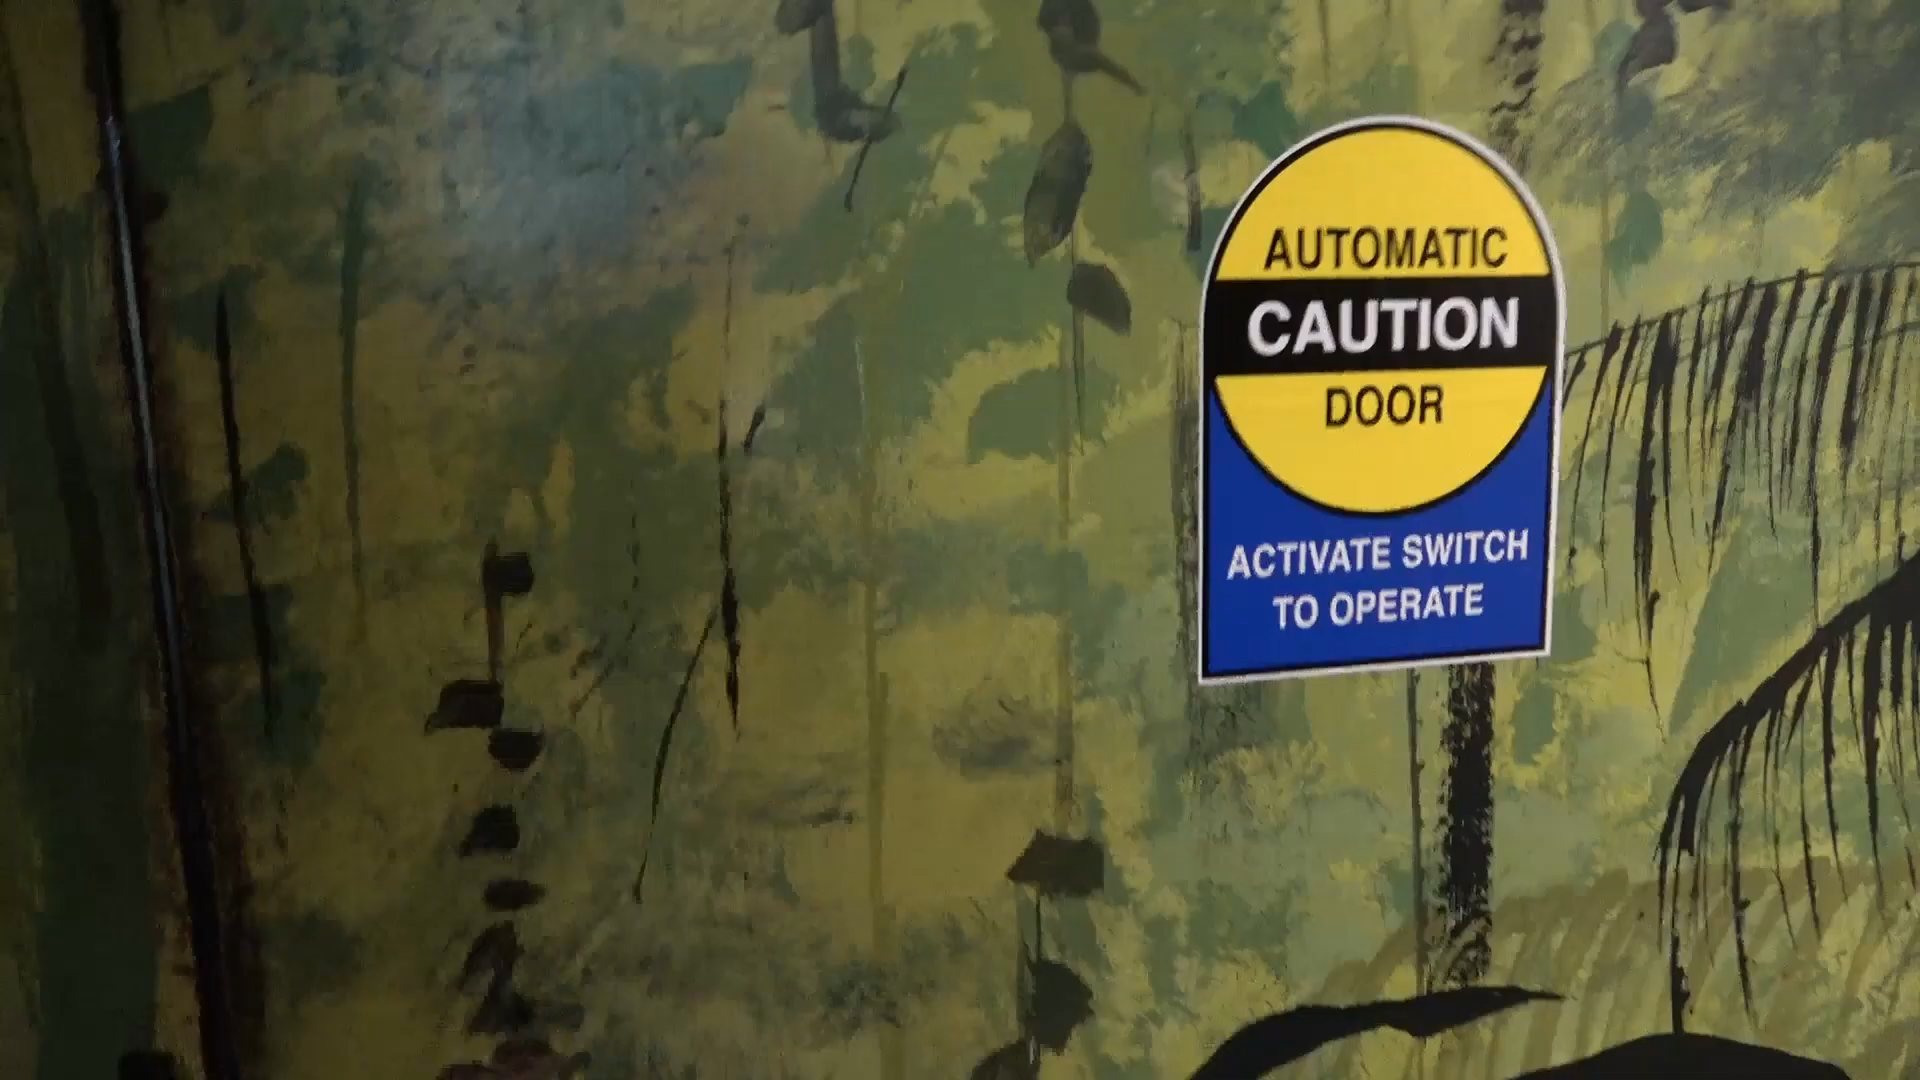 AUTOMATIC
CAUTION
DOOR
ACTIVATE SWITCH
TO OPERATE